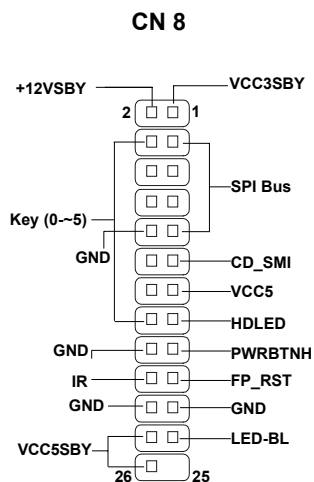 CN 8
+12VSBY
VCC3SBY
2
1
SPI Bus
Key (0-~5)
GND
CD_SMI
VCC5
HDLED
GND
PWRBTNH
IR
FP_RST
GND
GND
VCC5SBY
LED-BL
26
25